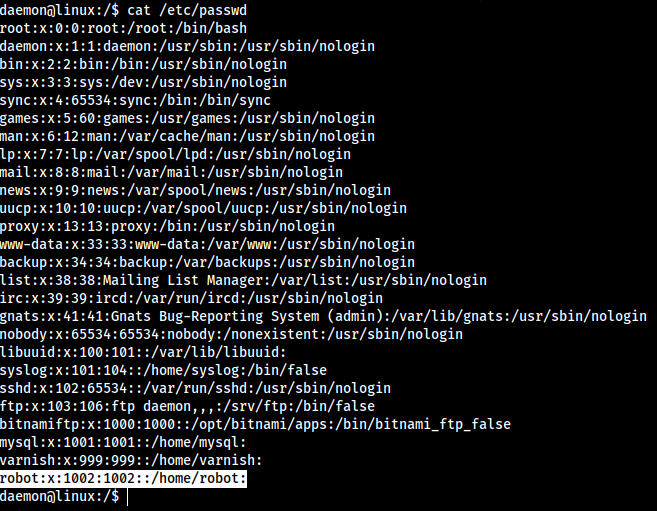 daemon@linux:/$ cat /etc/passwd
root:x:0:0:root:/root:/bin/bash
daemon:x:1:1:daemon:/usr/sbin:/usr/sbin/nologin
bin:x:2:2:bin:/bin:/usr/sbin/nologin
sys:x:3:3:sys:/dev:/usr/sbin/nologin
sync:x:4:65534:sync:/bin:/bin/sync
games:x:5:60:games:/usr/games:/usr/sbin/nologin
man:x:6:12:man:/var/cache/man:/usr/sbin/nologin
lp:x:7:7:lp:/var/spool/lpd:/usr/sbin/nologin
mail:x:8:8:mail:/var/mail:/usr/sbin/nologin
news:x:9:9:news:/var/spool/news:/usr/sbin/nologin
uucp:x:10:10:uucp:/var/spool/uucp:/usr/sbin/nologin
proxy:x:13:13:proxy:/bin:/usr/sbin/nologin
www-data:x:33:33:www-data:/var/www:/usr/sbin/nologin
backup:x:34:34:backup:/var/backups:/usr/sbin/nologin
list:x:38:38:Mailing List Manager:/var/list:/usr/sbin/nologin
irc:x:39:39:ircd:/var/run/ircd:/usr/sbin/nologin
gnats:x:41:41:Gnats Bug-Reporting System (admin):/var/lib/gnats:/usr/sbin/nologin
nobody:x:65534:65534:nobody:/nonexistent:/usr/sbin/nologin
libuuid:x:100:101::/var/lib/libuuid:
syslog:x:101:104::/home/syslog:/bin/false
sshd:x:102:65534::/var/run/sshd:/usr/sbin/nologin
ftp:x:103:106:ftp daemon,,,:/srv/ftp:/bin/false
bitnamiftp:x:1000:1000::/opt/bitnami/apps:/bin/bitnami_ftp_false
mysql:x:1001:1001::/home/mysql:
varnish:x:999:999::/home/varnish:
robot:x:1002:1002::/home/robot:
daemon@linux:/$